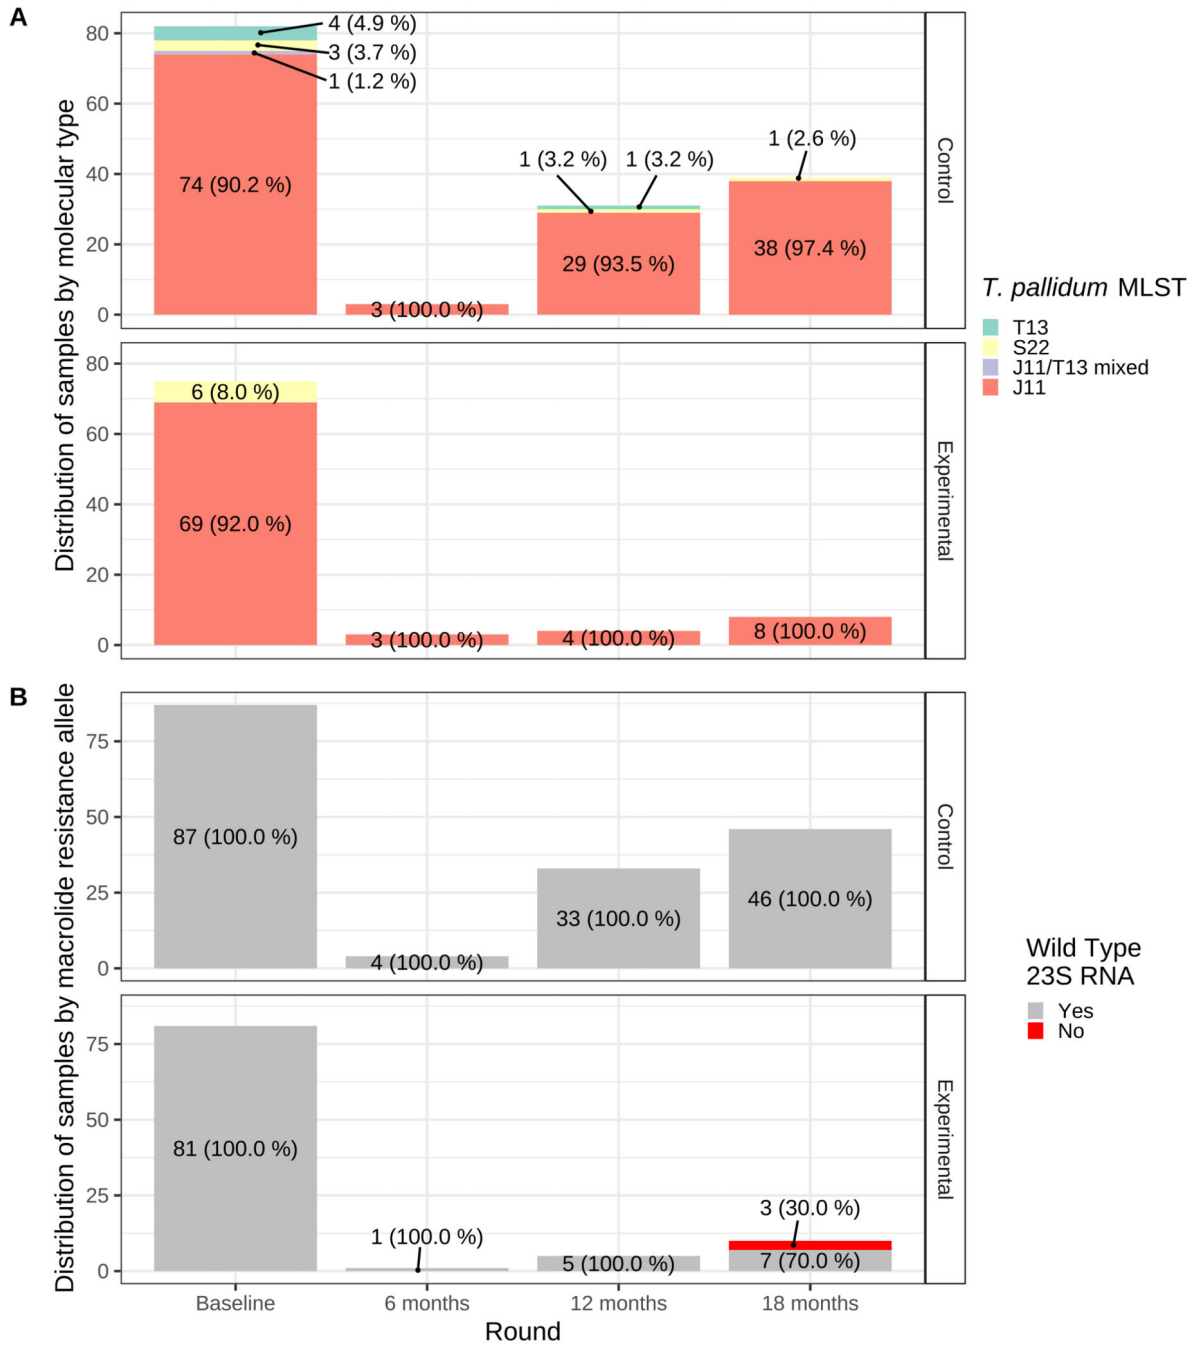 A
Distribution of samples by molecular type
80
60
40
20
0
4 (4.9 %)
3 (3.7 %)
1 (1.2 %)
74 (90.2 %)
3 (100.0 %)
1 (3.2 %)
1 (3.2 %)
29 (93.5 %)
1 (2.6 %)
38 (97.4 %)
Control
80
60
40
20
0
6 (8.0 %)
69 (92.0 %)
3 (100.0 %)
4 (100.0 %)
8 (100.0 %)
Experimental
T. pallidum MLST
T13
S22
J11/T13 mixed
J11
B
Distribution of samples by macrolide resistance allele
75
50
25
0
87 (100.0 %)
4 (100.0 %)
33 (100.0 %)
46 (100.0 %)
Control
75
50
25
0
81 (100.0 %)
1 (100.0 %)
5 (100.0 %)
3 (30.0 %)
7 (70.0 %)
Experimental
Wild Type
23S RNA
Yes
No
Baseline
6 months
12 months
18 months
Round